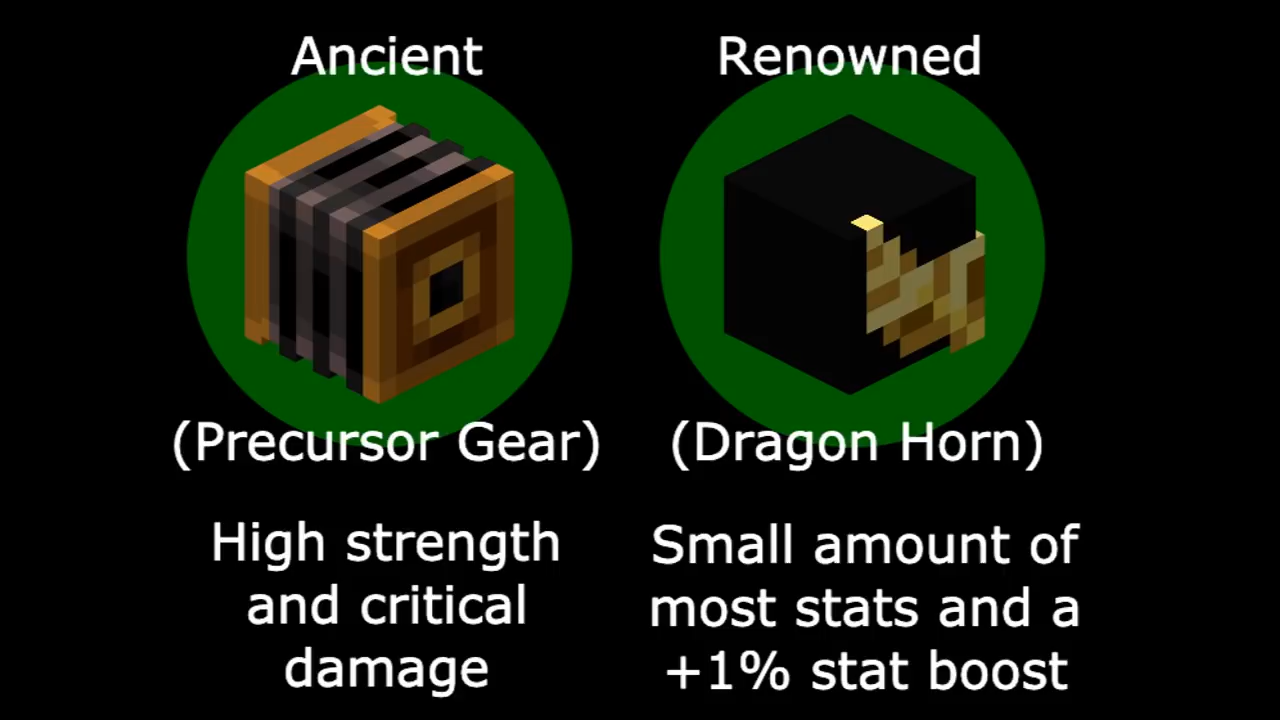 Ancient
(Precursor Gear)
High strength
and critical
damage
Renowned
(Dragon Horn)
Small amount of
most stats and a
+1% stat boost